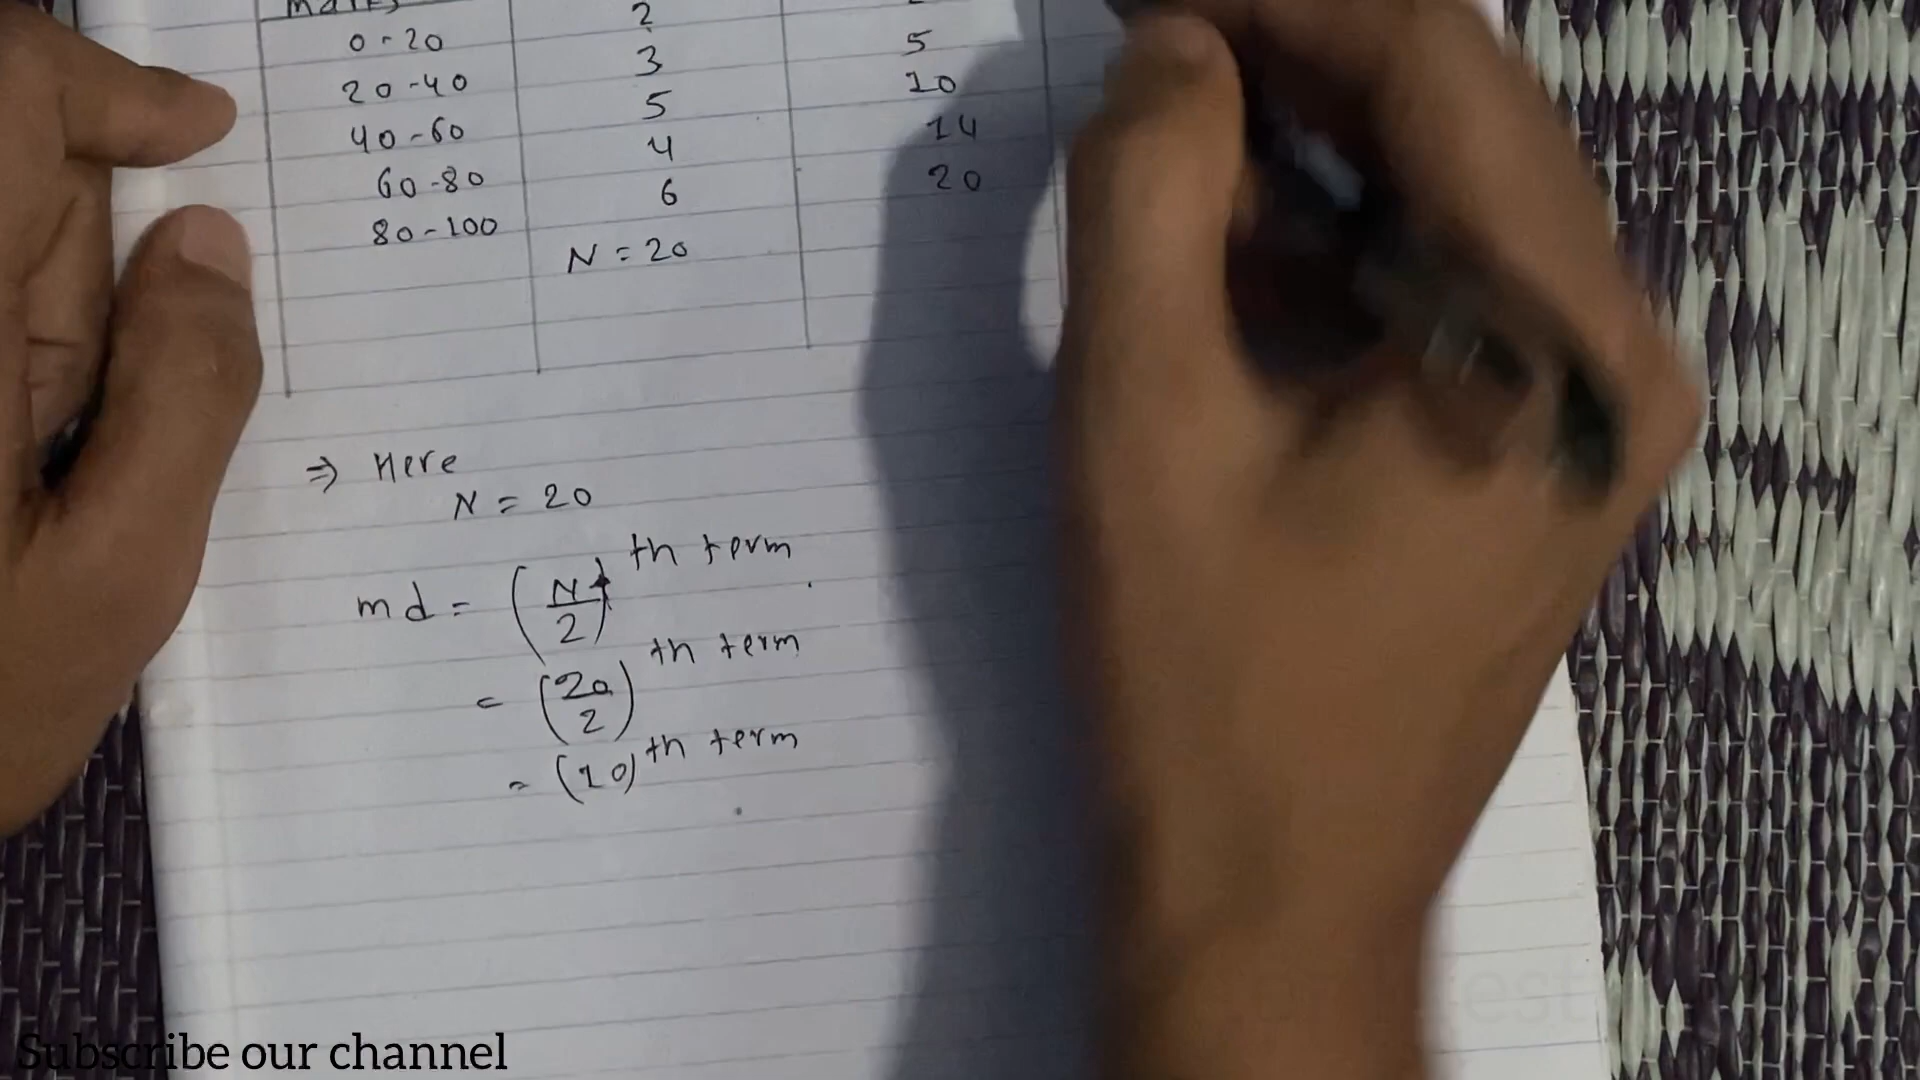 2
0-20 3 5
20-40 5 10
40-60 4 14
60-80 6 20
80-100
N = 20
⇒ Here
N = 20
md = (N/2) th term
= (20/2) th term
= (10) th term
Subscribe our channel